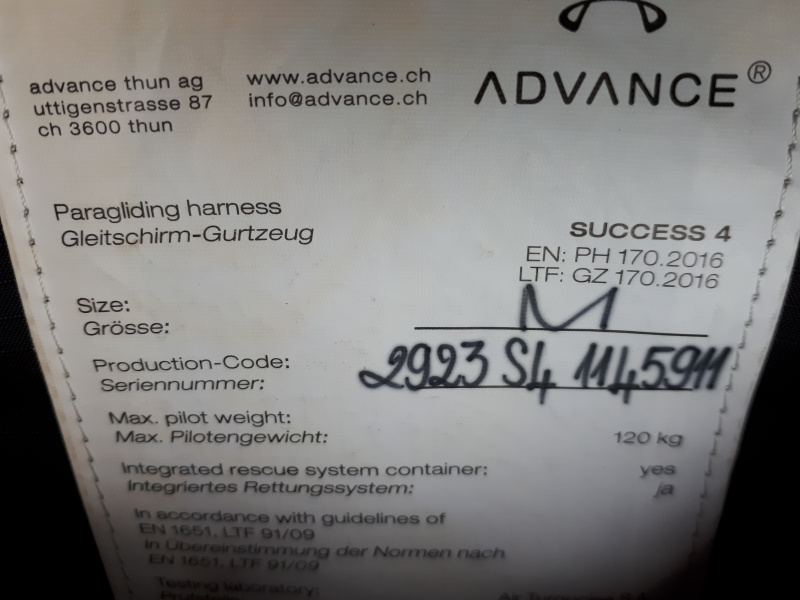 advance thun ag
uttigenstrasse 87
ch 3600 thun
www.advance.ch
info@advance.ch
ADVANCE®
Paragliding harness
Gleitschirm-Gurtzeug
SUCCESS 4
EN: PH 170.2016
LTF: GZ 170.2016
Size:
Grösse:
M
Production-Code:
Seriennummer:
2923 S4 1145911
Max. pilot weight:
Max. Pilotengewicht:
120 kg
Integrated rescue system container:
yes
Integriertes Rettungssystem:
ja
In accordance with guidelines of
EN 1651, LTF 91/09
In Übereinstimmung der Normen nach
EN 1651, LTF 91/09
Testing laboratory: